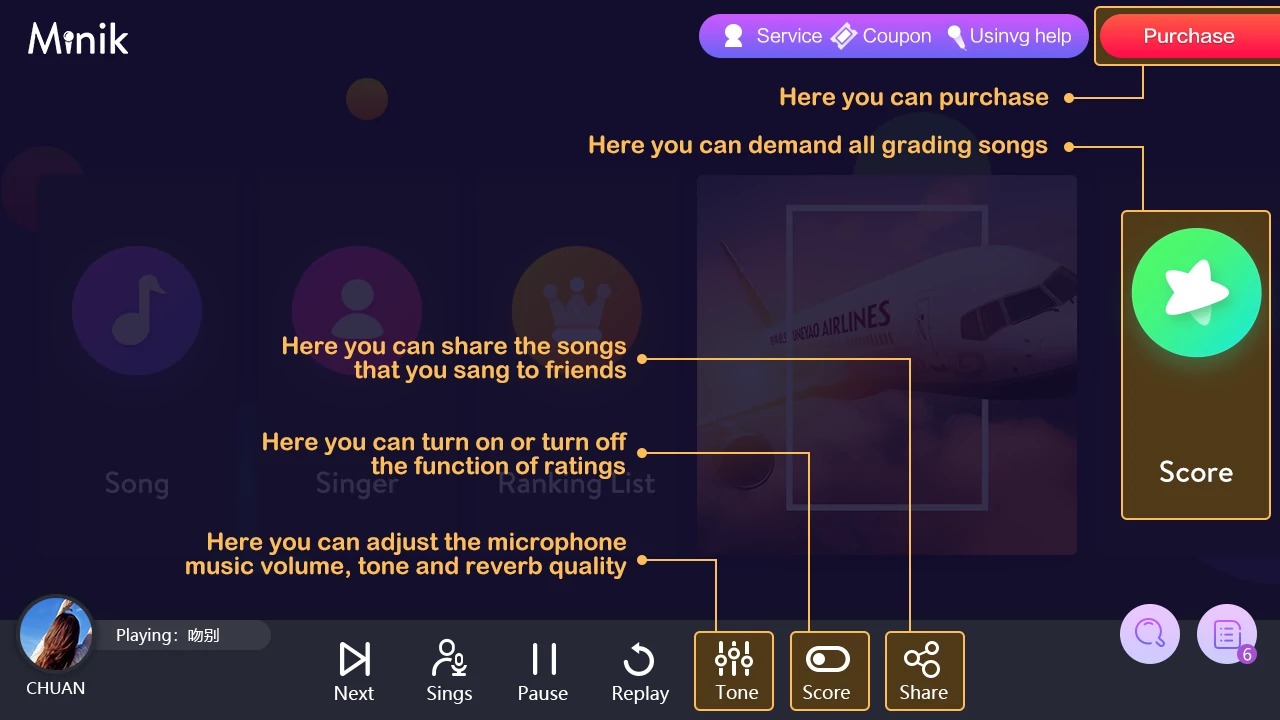 Minik
Service
Coupon
Usinvg help
Purchase
Here you can purchase
Here you can demand all grading songs
AIRLINES
Here you can share the songs
that you sang to friends
Here you can turn on or turn off
the function of ratings
Song
Singer
Ranking List
Score
Here you can adjust the microphone
music volume, tone and reverb quality
Playing：吻别
CHUAN
Next
Sings
Pause
Replay
Tone
Score
Share
6